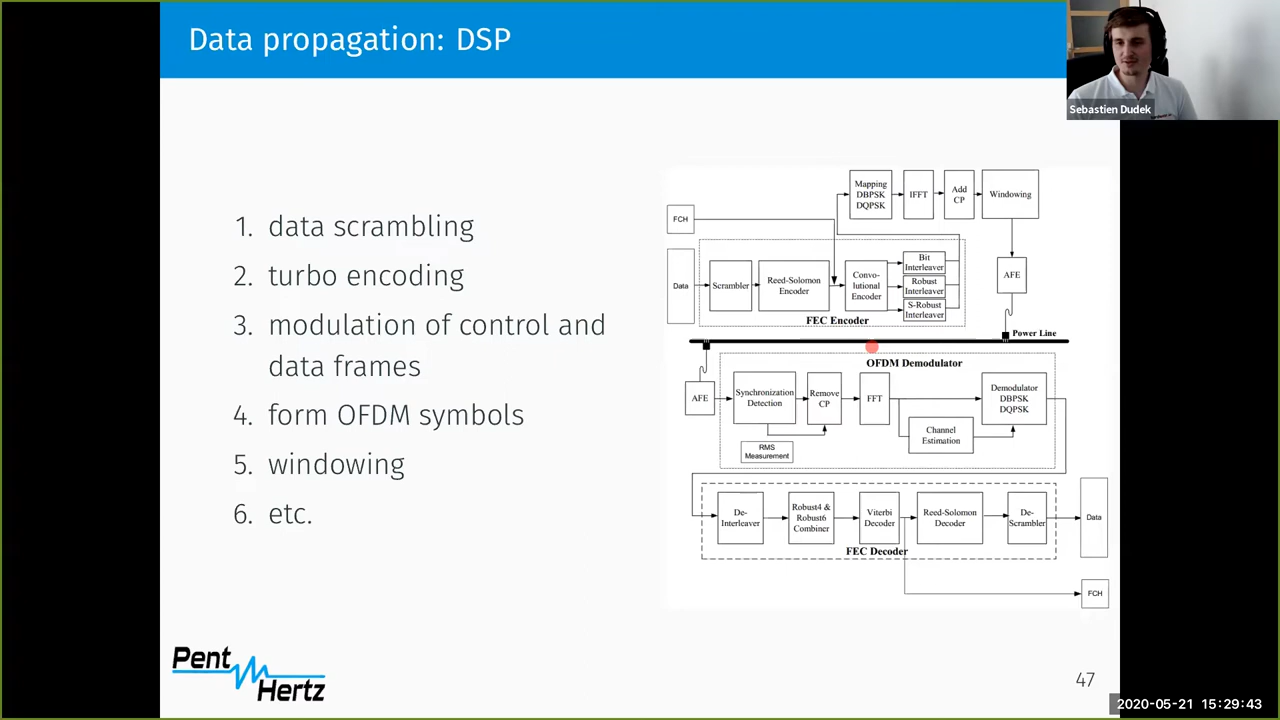 Data propagation: DSP
Sebastien Dudek
1. data scrambling
2. turbo encoding
3. modulation of control and
data frames
4. form OFDM symbols
5. windowing
6. etc.
Mapping
DBPSK
DQPSK
IFFT
Add
CP
Windowing
FCH
AFE
Data
Scrambler
Reed-Solomon
Encoder
Convo-
lutional
Encoder
Bit
Interleaver
Robust
Interleaver
S-Robust
Interleaver
FEC Encoder
Power Line
OFDM Demodulator
AFE
Synchronization
Detection
Remove
CP
FFT
Demodulator
DBPSK
DQPSK
Channel
Estimation
RMS
Measurement
De-
Interleaver
Robust4 &
Robust6
Combiner
Viterbi
Decoder
Reed-Solomon
Decoder
De-
Scrambler
Data
FEC Decoder
FCH
Pent
Hertz
47
2020-05-21 15:29:43